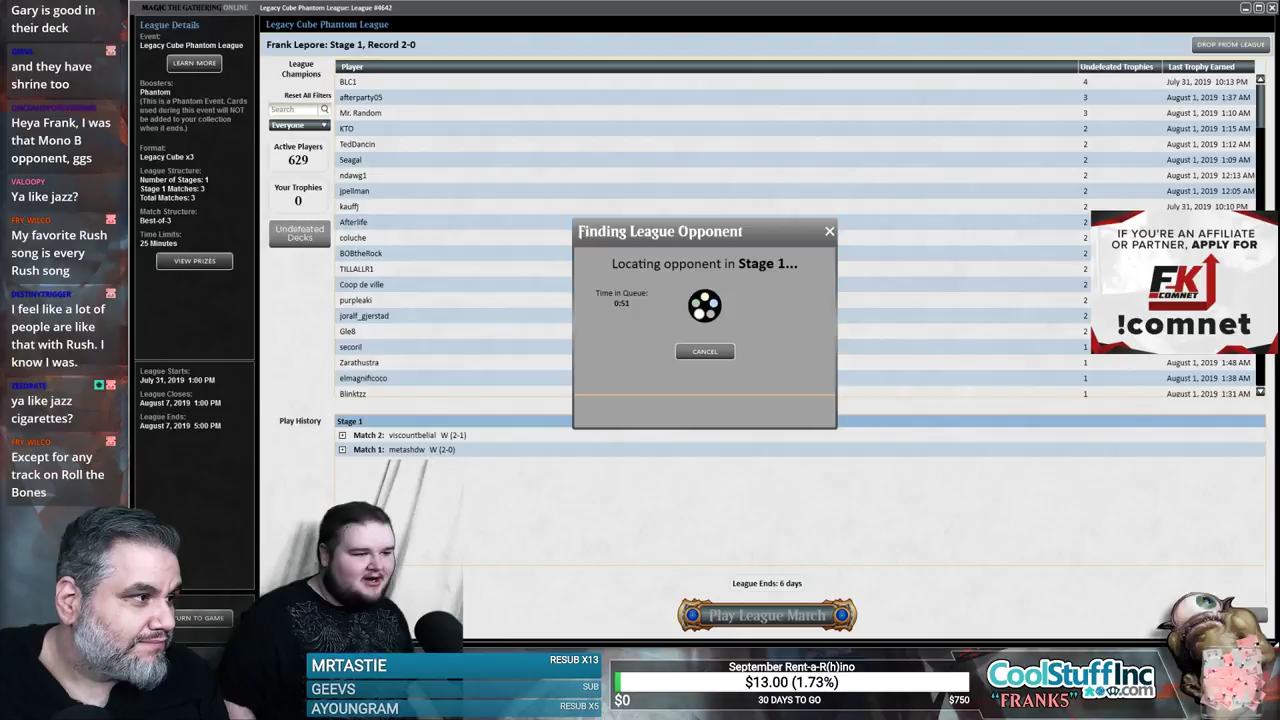 Gary is good in
their deck
GEEVS
and they have
shrine too
Heya Frank, I was
that Mono B
opponent, ggs
VALOOPY
Ya like jazz?
FRY WILCO
My favorite Rush
song is every
Rush song
DESTINYTRIGGER
I feel like a lot of
people are like
that with Rush. I
know I was.
ya like
cigarettes?
FRY WILCO
Except for any
track on Roll the
Bones
MAGIC THE GATHERING ONLINE
Legacy Cube Phantom League: League #4642
League Details
Event:
Legacy Cube Phantom League
LEARN MORE
Boosters:
Phantom
(This is a Phantom Event. Cards
used during this event will NOT
be added to your collection
when it ends.)
Format:
Legacy Cube x3
League Structure:
Number of Stages: 1
Stage 1 Matches: 3
Total Matches: 3
Match Structure:
Best-of-3
Time Limits:
25 Minutes
VIEW PRIZES
League Starts:
July 31, 2019 1:00 PM
League Closes:
August 7, 2019 1:00 PM
League Ends:
August 7, 2019 5:00 PM
TURN TO GAME
Legacy Cube Phantom League
Frank Lepore: Stage 1, Record 2-0
DROP FROM LEAGUE
League
Champions
Reset All Filters
Search
Everyone
Active Players
629
Your Trophies
0
Undefeated
Decks
Player Undefeated Trophies Last Trophy Earned
BLC1 4 July 31, 2019 10:13 PM
afterparty05 3 August 1, 2019 1:37 AM
Mr. Random 3 August 1, 2019 1:10 AM
KTO 2 August 1, 2019 1:15 AM
TedDancin 2 August 1, 2019 1:12 AM
Seagal 2 August 1, 2019 1:09 AM
ndawg1 2 August 1, 2019 12:13 AM
jpellman 2 August 1, 2019 12:05 AM
kauffj 2 July 31, 2019 10:10 PM
Afterlife 2
coluche 2
BOBtheRock 2
TILLALLR1 2
Coop de ville 2
purpleaki 2
joralf_gjerstad 2
Gle8 2
secoril 1
Zarathustra 1 August 1, 2019 1:48 AM
elmagnificoco 1 August 1, 2019 1:38 AM
Blinktzz 1 August 1, 2019 1:31 AM
Finding League Opponent
Locating opponent in Stage 1...
Time in Queue:
0:51
CANCEL
IF YOU'RE AN AFFILIATE
OR PARTNER, APPLY FOR
FK
COMNET
!comnet
Play History
Stage 1
Match 2: viscountbelial W (2-1)
Match 1: metashdw W (2-0)
League Ends: 6 days
Play League Match
MRTASTIE RESUB X13
GEEVS SUB
AYOUNGRAM RESUB X5
September Rent-a-R(h)ino
$13.00 (1.73%)
$0 30 DAYS TO GO $750
CoolStuffInc
.com
"FRANK5"